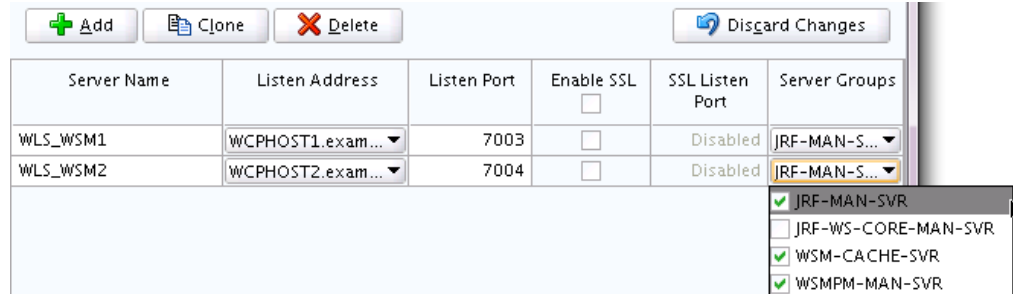 Add Clone Delete Discard Changes
Server Name Listen Address Listen Port Enable SSL SSL Listen Port Server Groups
WLS_WSM1 WCPHOST1.exam... 7003 Disabled JRF-MAN-S...
WLS_WSM2 WCPHOST2.exam... 7004 Disabled JRF-MAN-S...
JRF-MAN-SVR
JRF-WS-CORE-MAN-SVR
WSM-CACHE-SVR
WSMPM-MAN-SVR